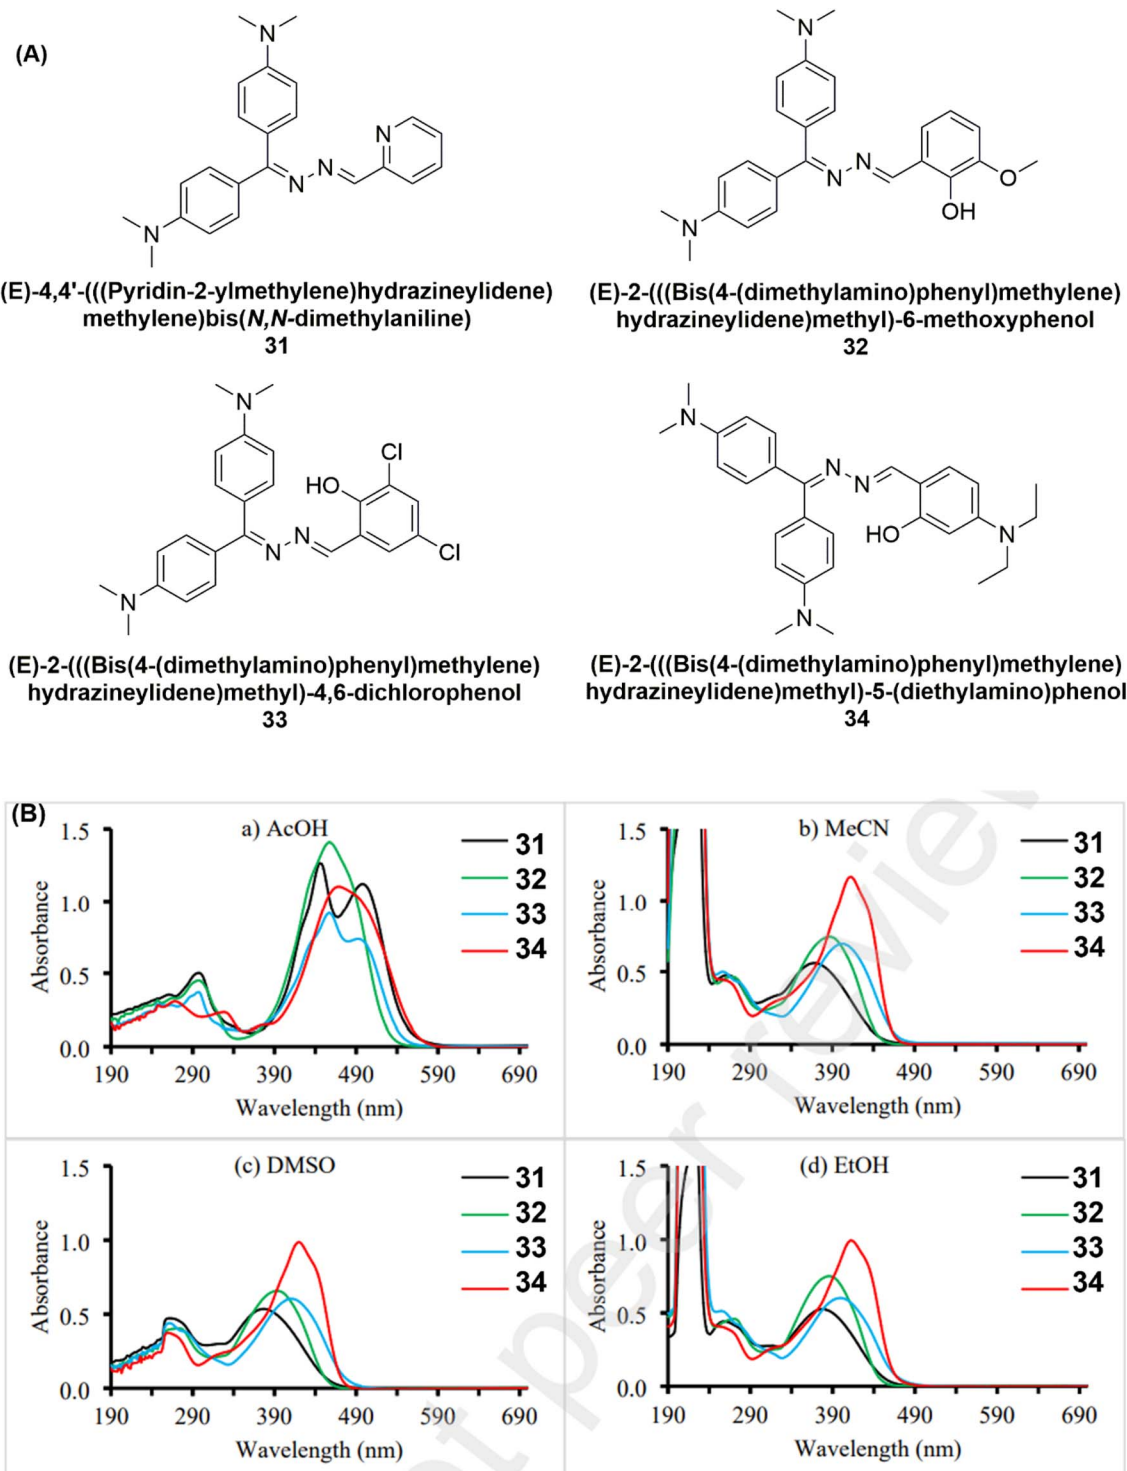 (A)
N
N
N
N
N
(E)-4,4'-(((Pyridin-2-ylmethylene)hydrazineylidene)
methylene)bis(N,N-dimethylaniline)
31
N
N
N
N
OH
O
(E)-2-(((Bis(4-(dimethylamino)phenyl)methylene)
hydrazineylidene)methyl)-6-methoxyphenol
32
N
Cl
HO
N
N
Cl
N
(E)-2-(((Bis(4-(dimethylamino)phenyl)methylene)
hydrazineylidene)methyl)-4,6-dichlorophenol
33
N
N
N
HO
N
N
(E)-2-(((Bis(4-(dimethylamino)phenyl)methylene)
hydrazineylidene)methyl)-5-(diethylamino)phenol
34
(B)
a) AcOH
Absorbance
1.5
1.0
0.5
0.0
31
32
33
34
190 290 390 490 590 690
Wavelength (nm)
b) MeCN
Absorbance
1.5
1.0
0.5
0.0
31
32
33
34
190 290 390 490 590 690
Wavelength (nm)
(c) DMSO
Absorbance
1.5
1.0
0.5
0.0
31
32
33
34
190 290 390 490 590 690
Wavelength (nm)
(d) EtOH
Absorbance
1.5
1.0
0.5
0.0
31
32
33
34
190 290 390 490 590 690
Wavelength (nm)
t peer review